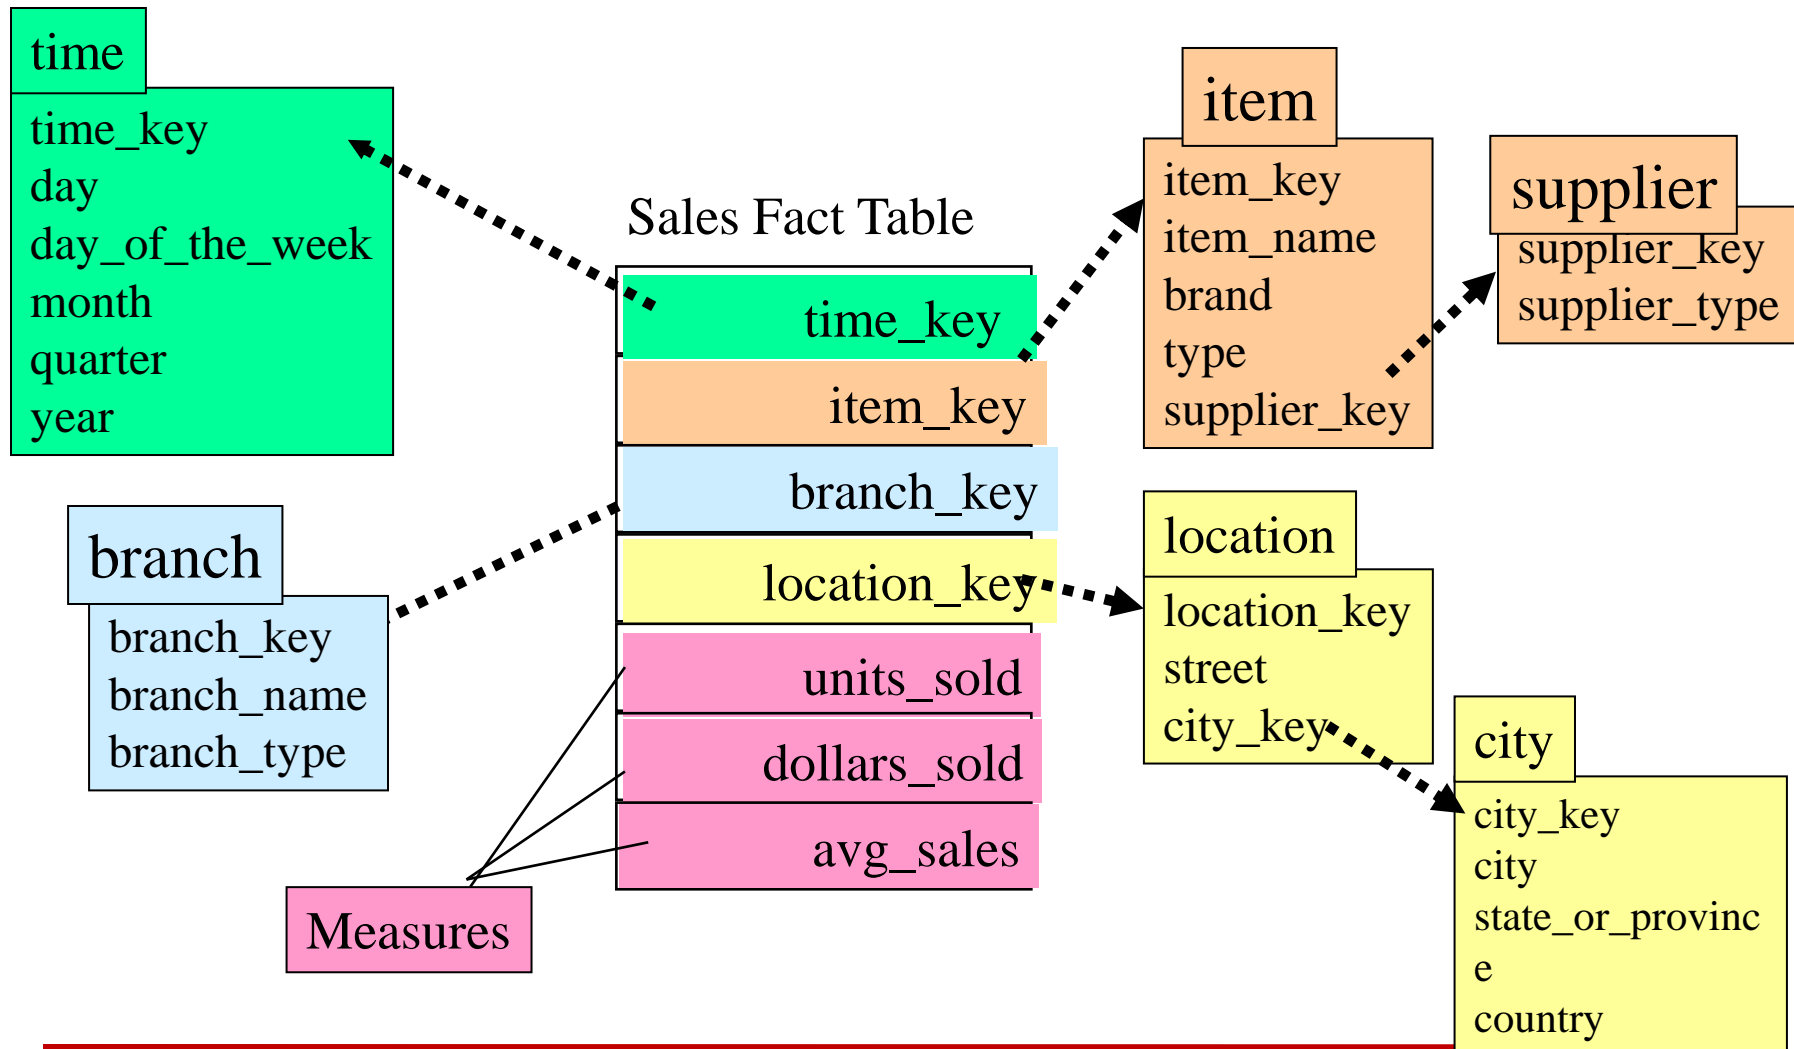 time
time_key
day
day_of_the_week
month
quarter
year
Sales Fact Table
time_key
item_key
branch_key
location_key
units_sold
dollars_sold
avg_sales
item
item_key
item_name
brand
type
supplier_key
supplier
supplier_key
supplier_type
branch
branch_key
branch_name
branch_type
location
location_key
street
city_key
city
city_key
city
state_or_provinc
e
country
Measures